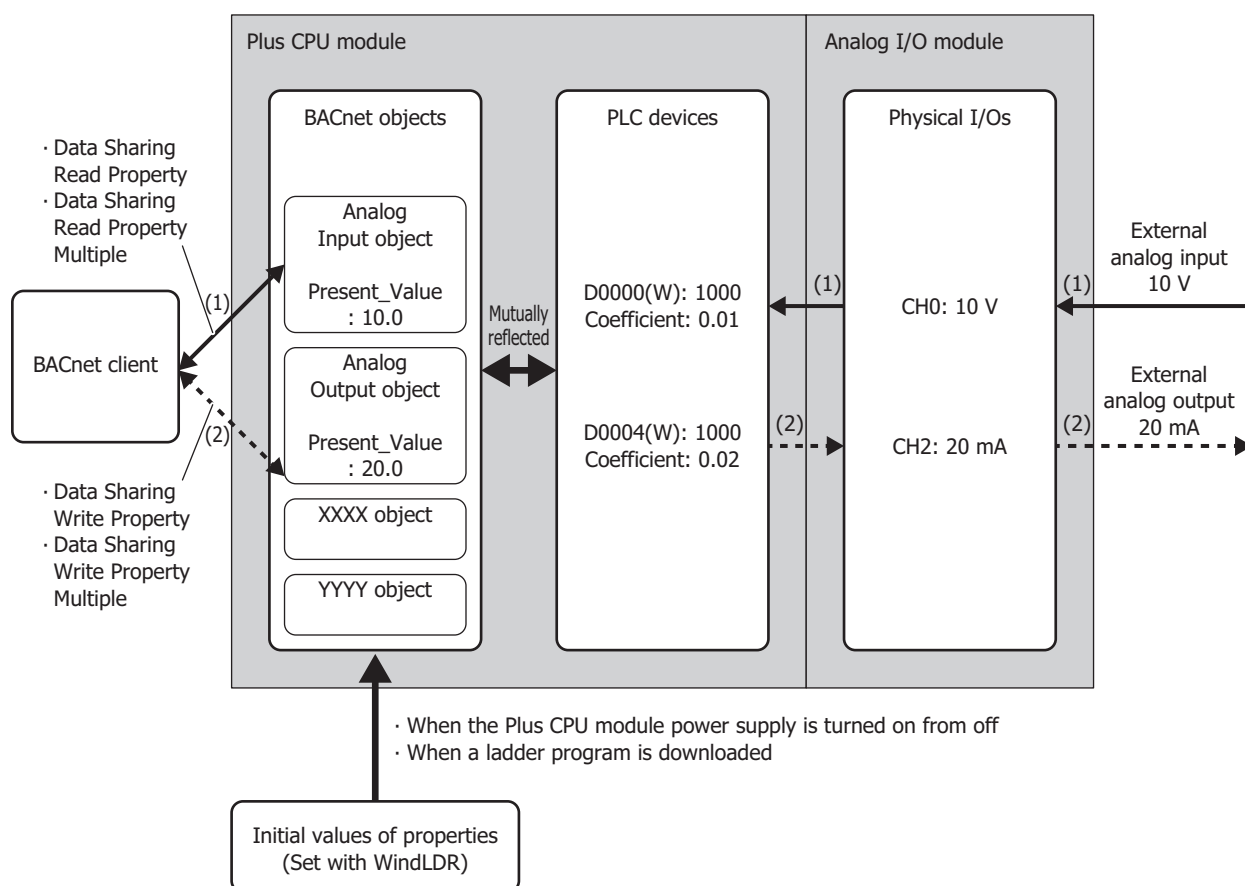 Plus CPU module
Analog I/O module
BACnet objects
PLC devices
Physical I/Os
· Data Sharing
Read Property
· Data Sharing
Read Property
Multiple
Analog
Input object
Present_Value
: 10.0
(1)
BACnet client
(2)
Mutually
reflected
D0000(W): 1000
Coefficient: 0.01
(1)
CH0: 10 V
(1)
External
analog input
10 V
Analog
Output object
Present_Value
: 20.0
D0004(W): 1000
Coefficient: 0.02
(2)
CH2: 20 mA
(2)
External
analog output
20 mA
· Data Sharing
Write Property
· Data Sharing
Write Property
Multiple
XXXX object
YYYY object
· When the Plus CPU module power supply is turned on from off
· When a ladder program is downloaded
Initial values of properties
(Set with WindLDR)